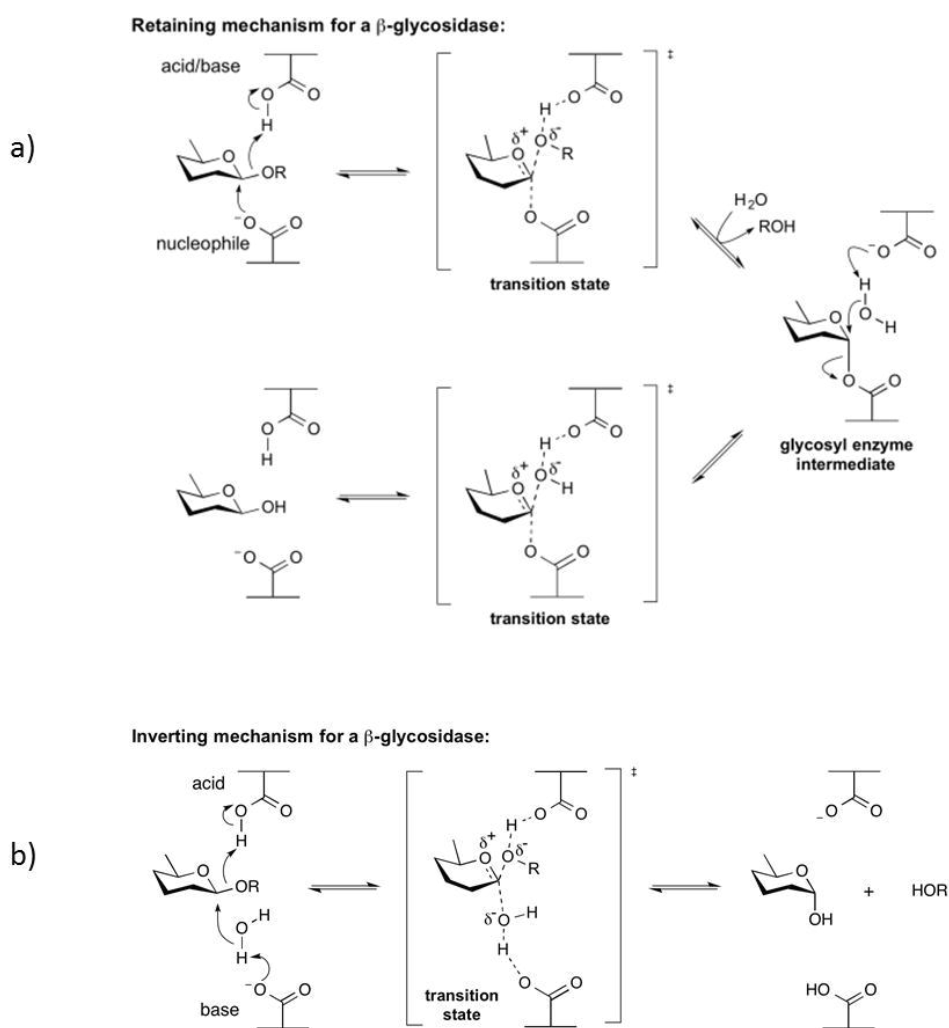 Retaining mechanism for a β-glycosidase:
a)
acid/base
O
O
H
O
OR
−O
O
nucleophile
‡
O
O
H
δ+
δ-
O
O
R
O
O
transition state
H2O
ROH
−O
O
H
O
H
O
O
O
glycosyl enzyme
intermediate
O
O
H
O
OH
−O
O
‡
O
O
H
δ+
δ-
O
O
H
O
O
transition state
Inverting mechanism for a β-glycosidase:
b)
acid
O
O
H
O
OR
O
H
H
−O
O
base
‡
O
O
H
δ+
δ-
O
O
R
δ-
O
H
H
O
O
transition
state
−O
O
O
OH
+
HOR
HO
O